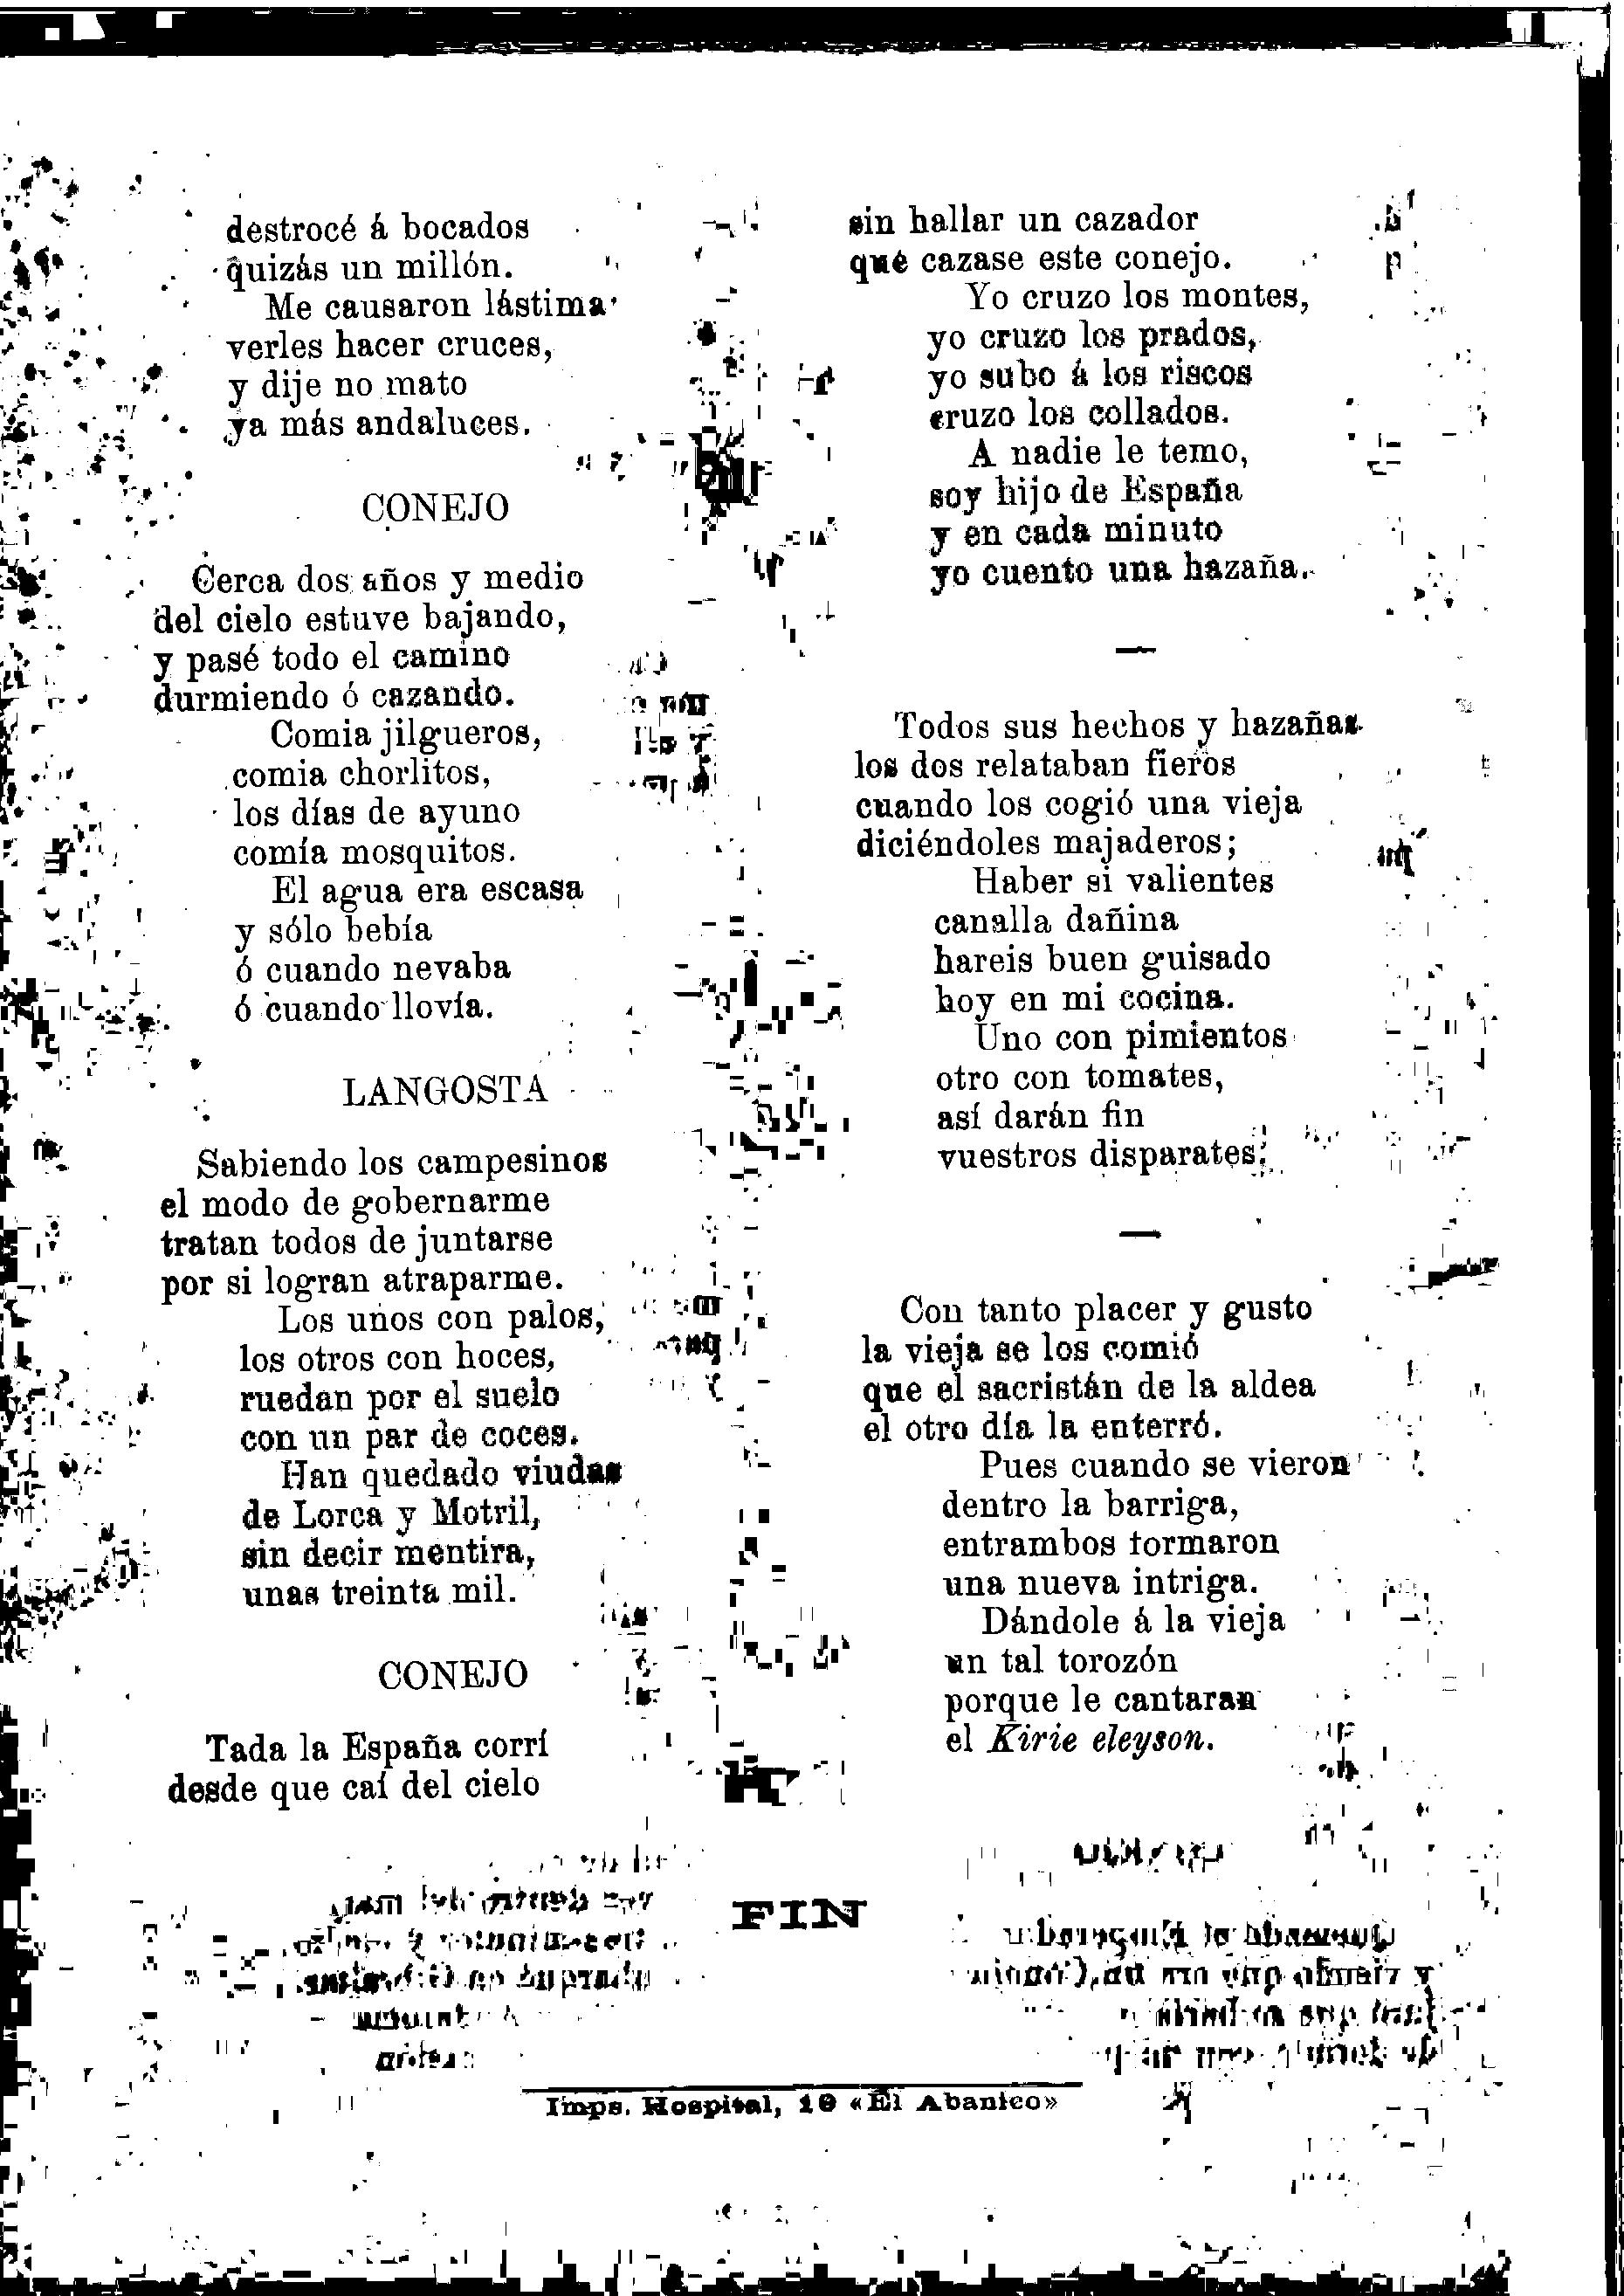 destrocé á bocados
quizás un millón.
Me causaron lástima
verles hacer cruces,
y dije no mato
ya más andaluces.
CONEJO
Cerca dos años y medio
del cielo estuve bajando,
y pasé todo el camino
durmiendo ó cazando.
Comia jilgueros,
comia chorlitos,
los días de ayuno
comía mosquitos.
El agua era escasa
y sólo bebía
ó cuando nevaba
ó cuando llovía.
LANGOSTA
Sabiendo los campesinos
el modo de gobernarme
tratan todos de juntarse
por si logran atraparme.
Los unos con palos,
los otros con hoces,
ruedan por el suelo
con un par de coces.
Han quedado viudas
de Lorca y Motril,
sin decir mentira,
unas treinta mil.
CONEJO
Tada la España corrí
desde que caí del cielo
sin hallar un cazador
que cazase este conejo.
Yo cruzo los montes,
yo cruzo los prados,
yo subo á los riscos
cruzo los collados.
A nadie le temo,
soy hijo de España
y en cada minuto
yo cuento una hazaña.
—
Todos sus hechos y hazañas
los dos relataban fieros
cuando los cogió una vieja
diciéndoles majaderos;
Haber si valientes
canalla dañina
hareis buen guisado
hoy en mi cocina.
Uno con pimientos
otro con tomates,
así darán fin
vuestros disparates;
—
Con tanto placer y gusto
la vieja se los comió
que el sacristán de la aldea
el otro día la enterró.
Pues cuando se vieron
dentro la barriga,
entrambos formaron
una nueva intriga.
Dándole á la vieja
un tal torozón
porque le cantaran
el Kirie eleyson.
FIN
Imps. Hospital, 19 «El Abanico»